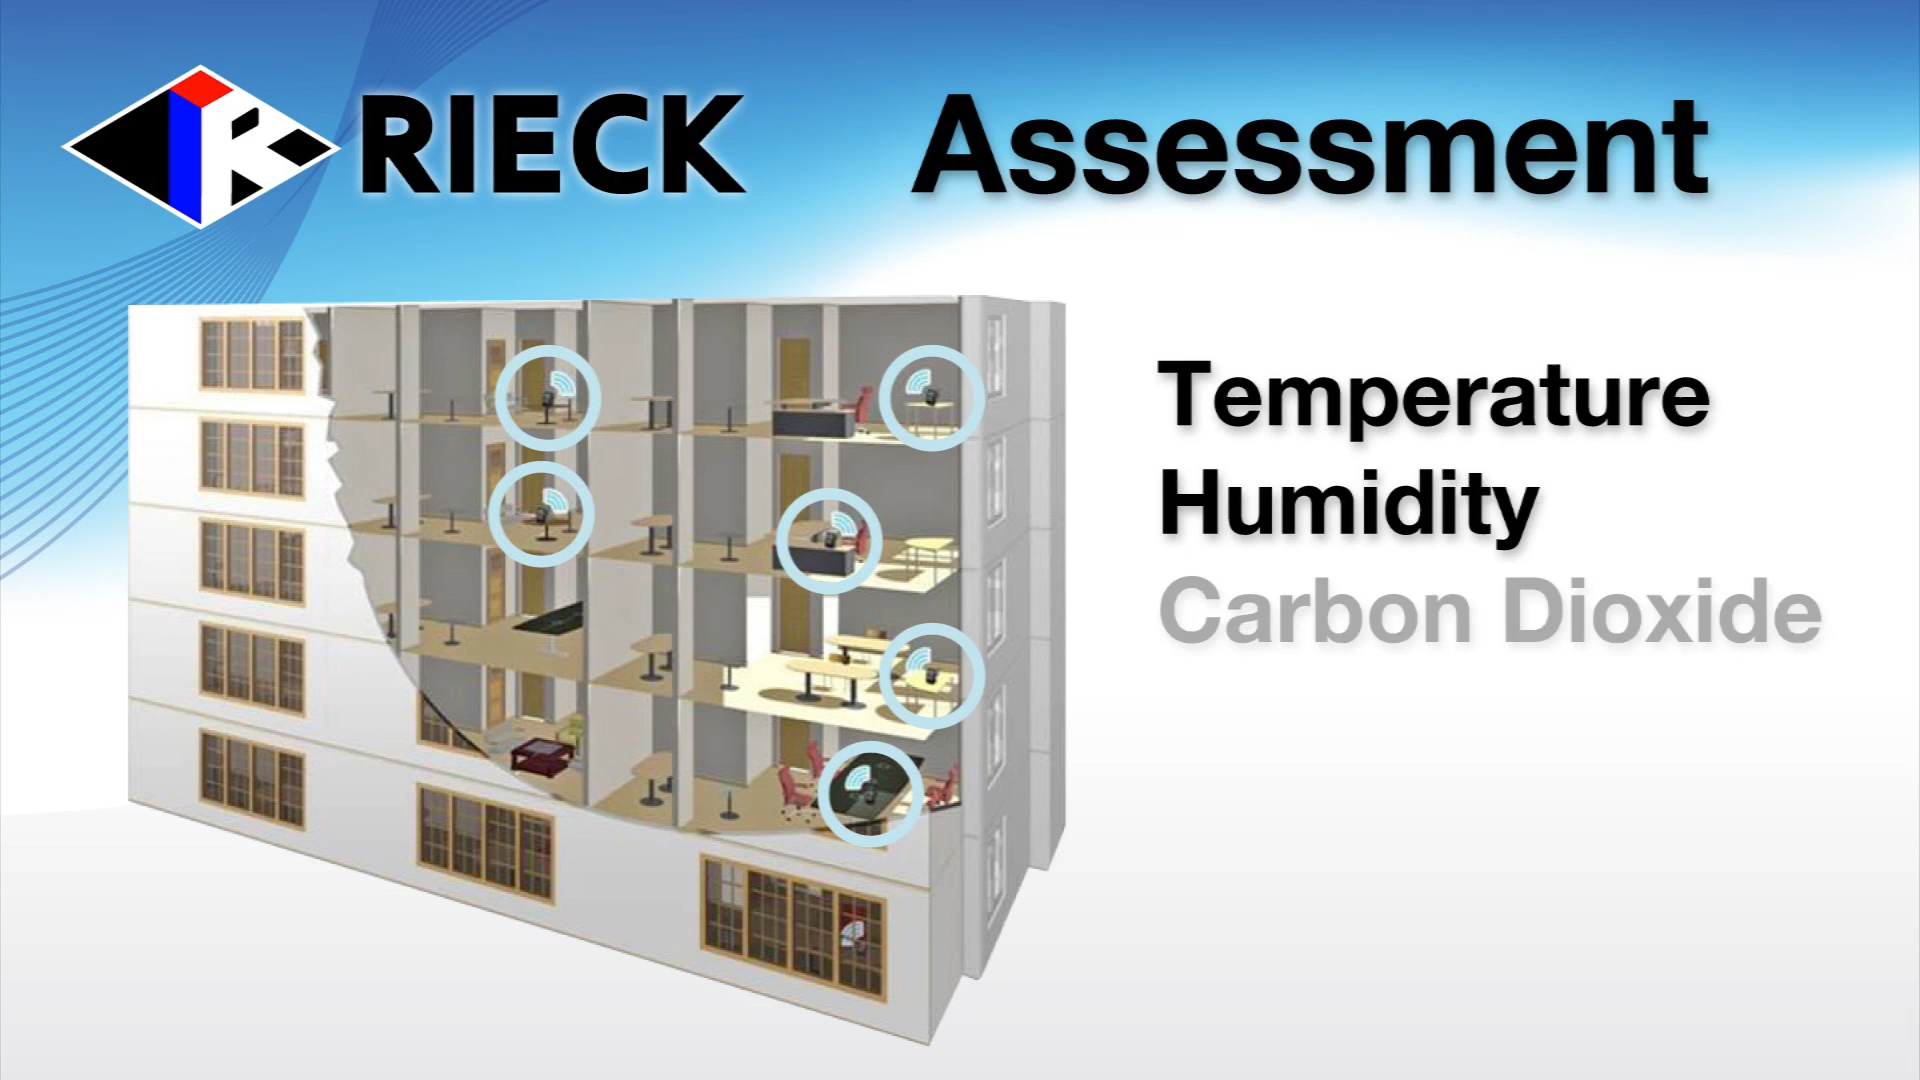 RIECK
Assessment
Temperature
Humidity
Carbon Dioxide